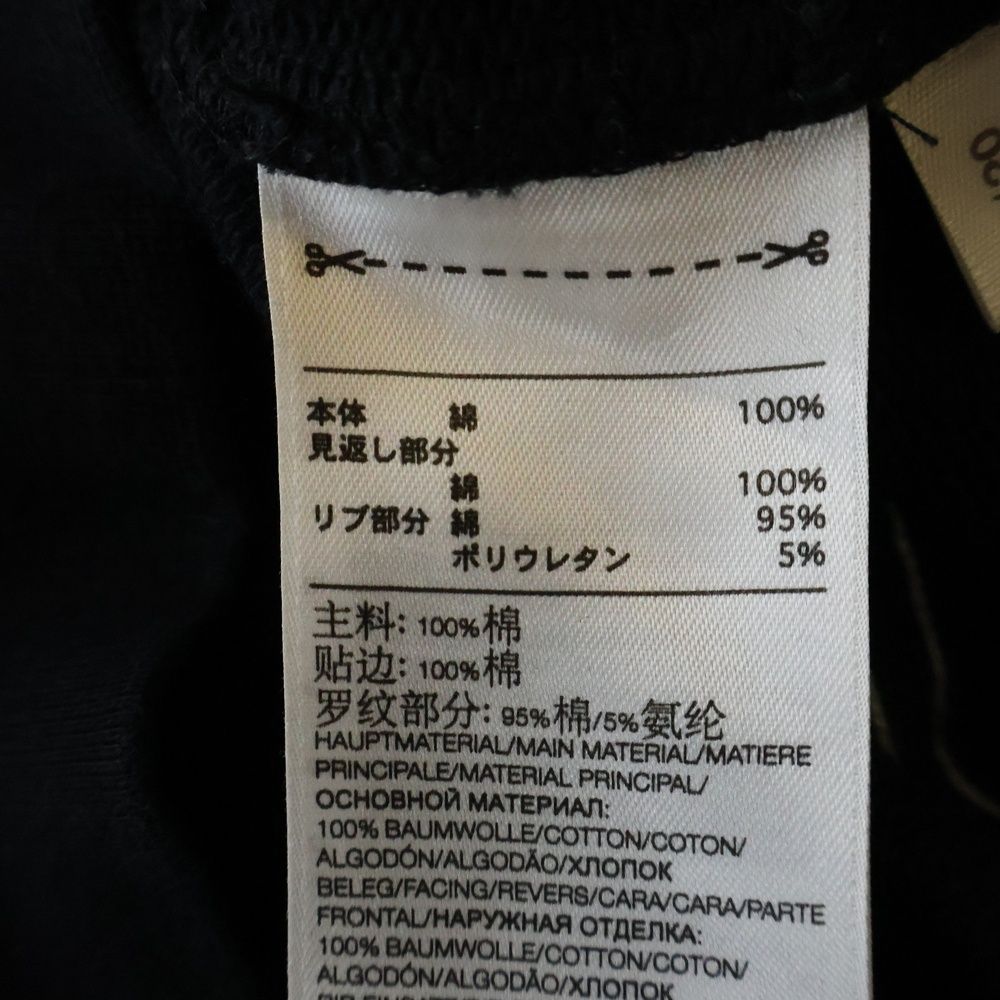 本体 綿 100%
見返し部分
綿 100%
リブ部分 綿 95%
ポリウレタン 5%
主料: 100%棉
贴边: 100%棉
罗纹部分: 95%棉/5%氨纶
HAUPTMATERIAL/MAIN MATERIAL/MATIERE
PRINCIPALE/MATERIAL PRINCIPAL/
ОСНОВНОЙ МАТЕРИАЛ:
100% BAUMWOLLE/COTTON/COTON/
ALGODÓN/ALGODÃO/ХЛОПОК
BELEG/FACING/REVERS/CARA/CARA/PARTE
FRONTAL/НАРУЖНАЯ ОТДЕЛКА:
100% BAUMWOLLE/COTTON/COTON/
ALGODÓN/ALGODÃO/ХЛОПОК